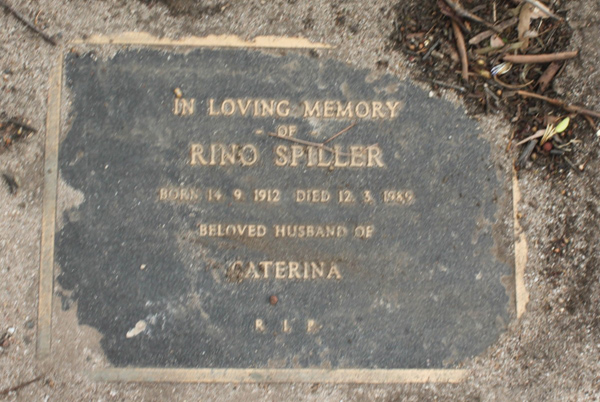 IN LOVING MEMORY
OF
RINO SPILLER
BORN 14. 9. 1912 DIED 12. 3. 1989
BELOVED HUSBAND OF
CATERINA
R. I. P.